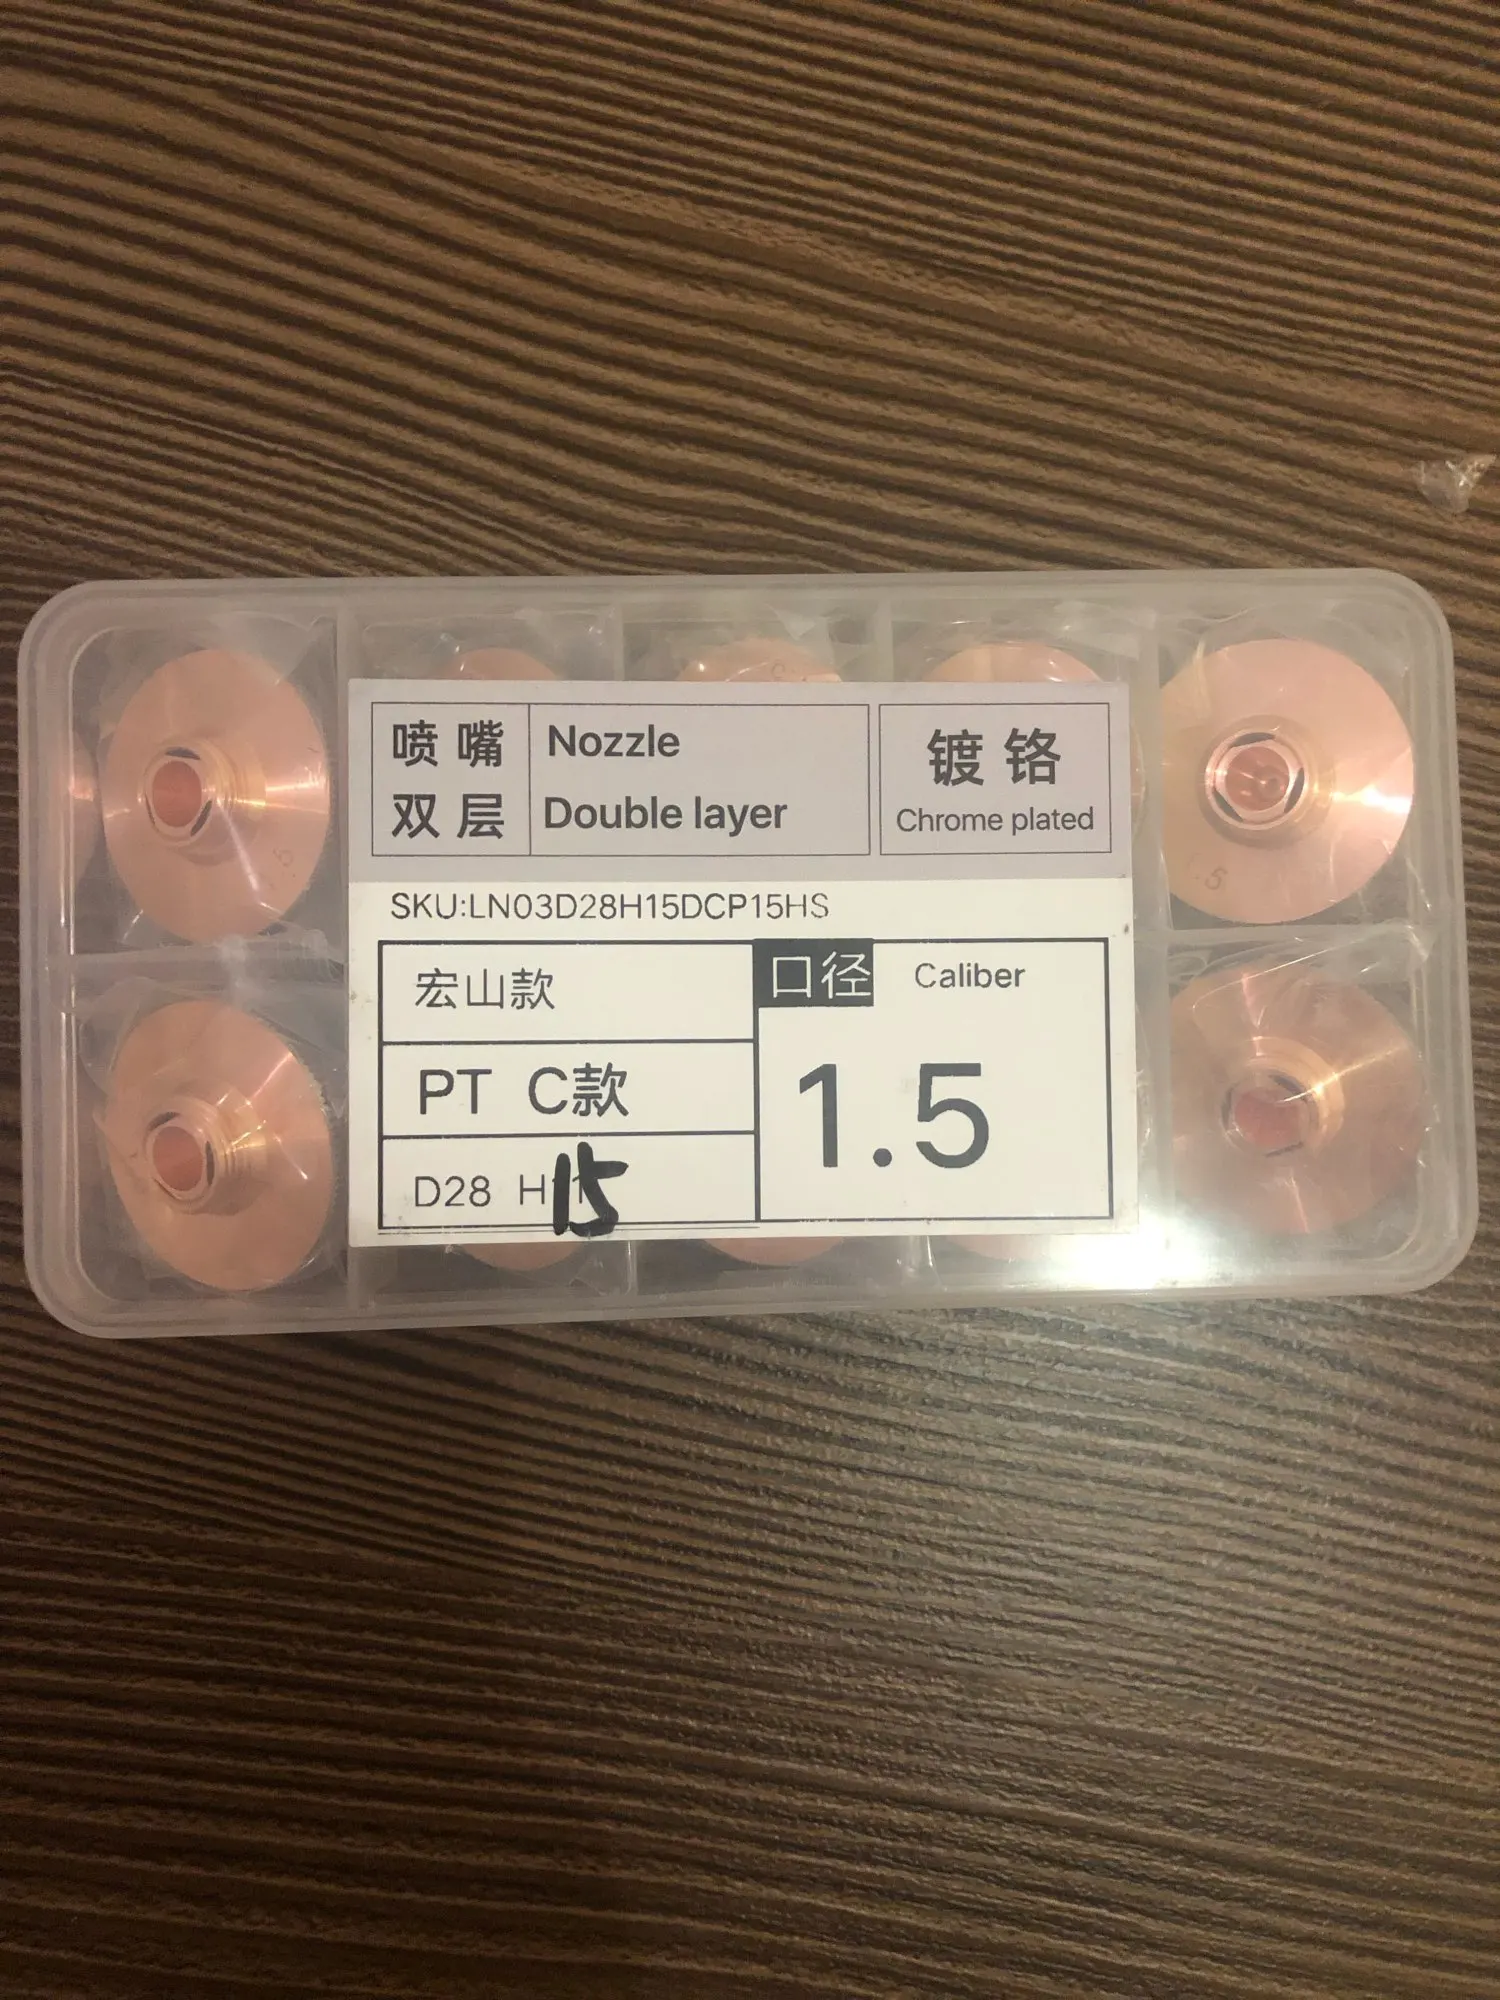 喷嘴 Nozzle
双层 Double layer
镀铬
Chrome plated
SKU:LN03D28H15DCP15HS
宏山款
PT C款
D28 H15
口径 Caliber
1.5
.5